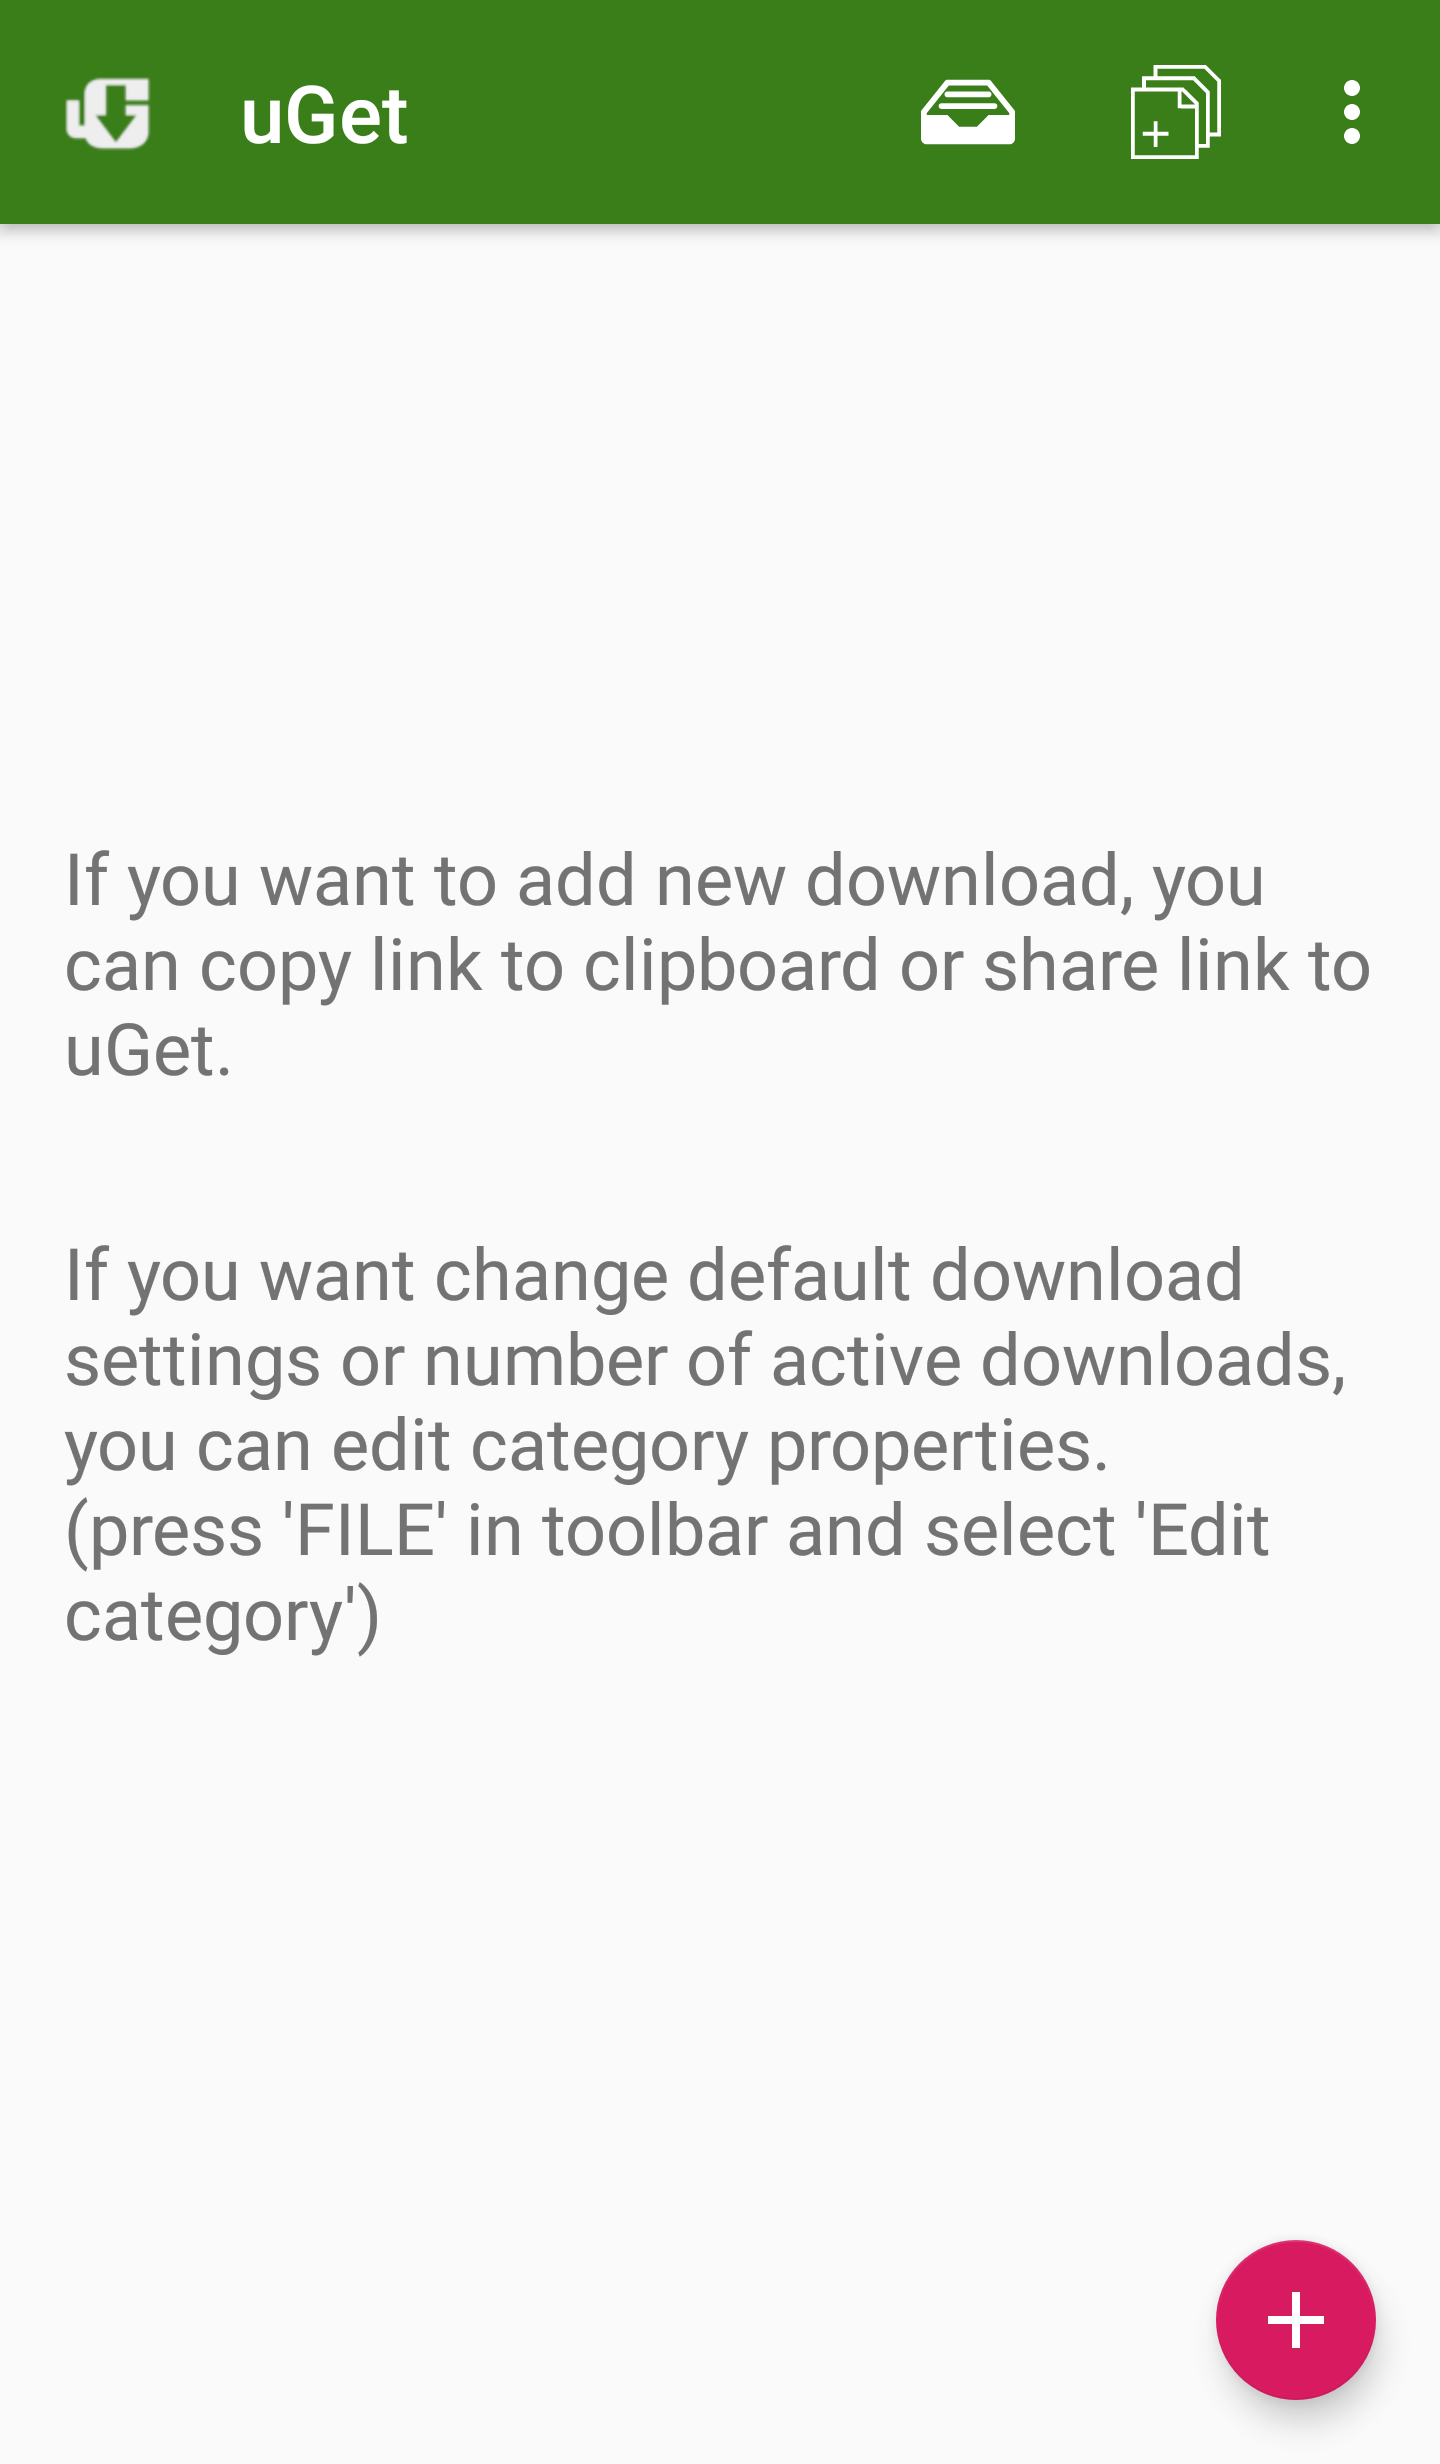 uGet
If you want to add new download, you
can copy link to clipboard or share link to
uGet.
If you want change default download
settings or number of active downloads,
you can edit category properties.
(press 'FILE' in toolbar and select 'Edit
category')